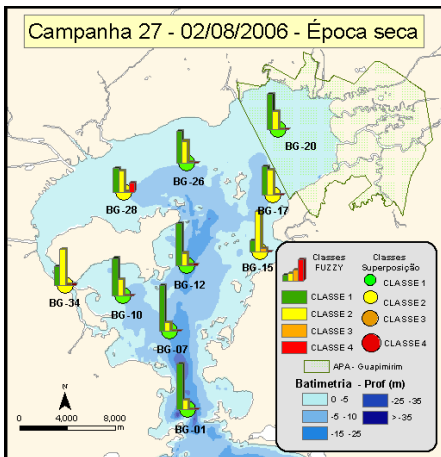 Campanha 27 - 02/08/2006 - Época seca
BG-20
BG-26
BG-28
BG-17
BG-15
BG-34
BG-12
BG-10
BG-07
BG-01
Classes FUZZY
Classes Superposição
CLASSE 1
CLASSE 1
CLASSE 2
CLASSE 2
CLASSE 3
CLASSE 3
CLASSE 4
CLASSE 4
APA - Guapimirim
Batimetria - Prof (m)
0 -5
-25 -35
-5 -10
>-35
-15 -25
N
0
4,000
8,000
m